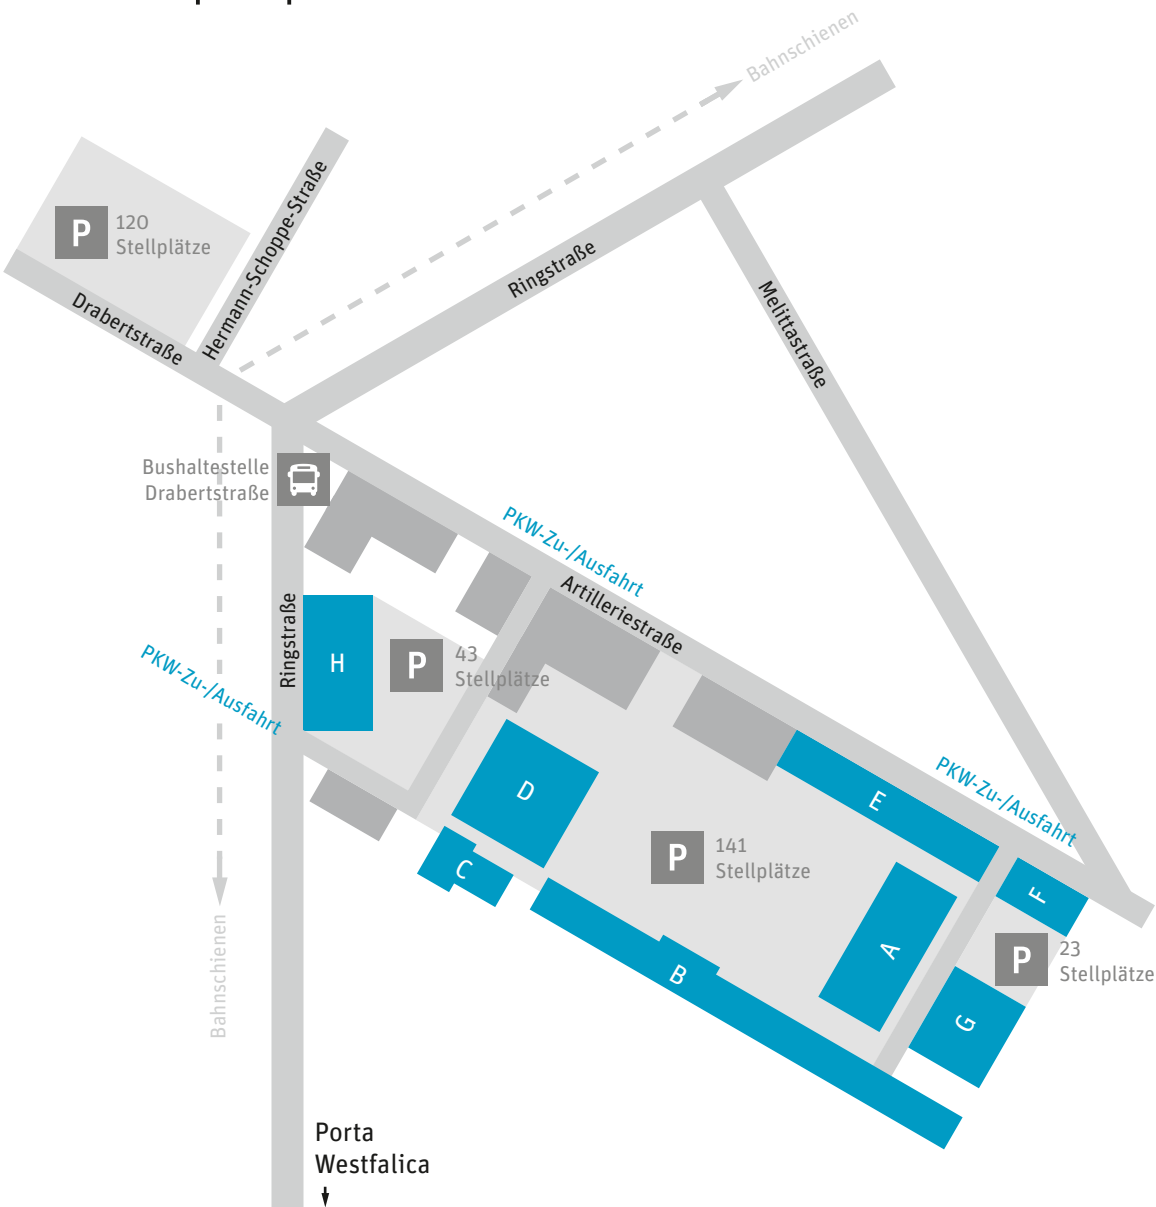 Bahnschienen
Hermann-Schoppe-Straße
P
120
Stellplätze
Ringstraße
Drabertstraße
Melittastraße
Bushaltestelle
Drabertstraße
PKW-Zu-/Ausfahrt
Artilleriestraße
Ringstraße
H
P
43
Stellplätze
PKW-Zu-/Ausfahrt
D
E
PKW-Zu-/Ausfahrt
P
141
Stellplätze
C
F
A
B
P
23
Stellplätze
G
Bahnschienen
Porta
Westfalica